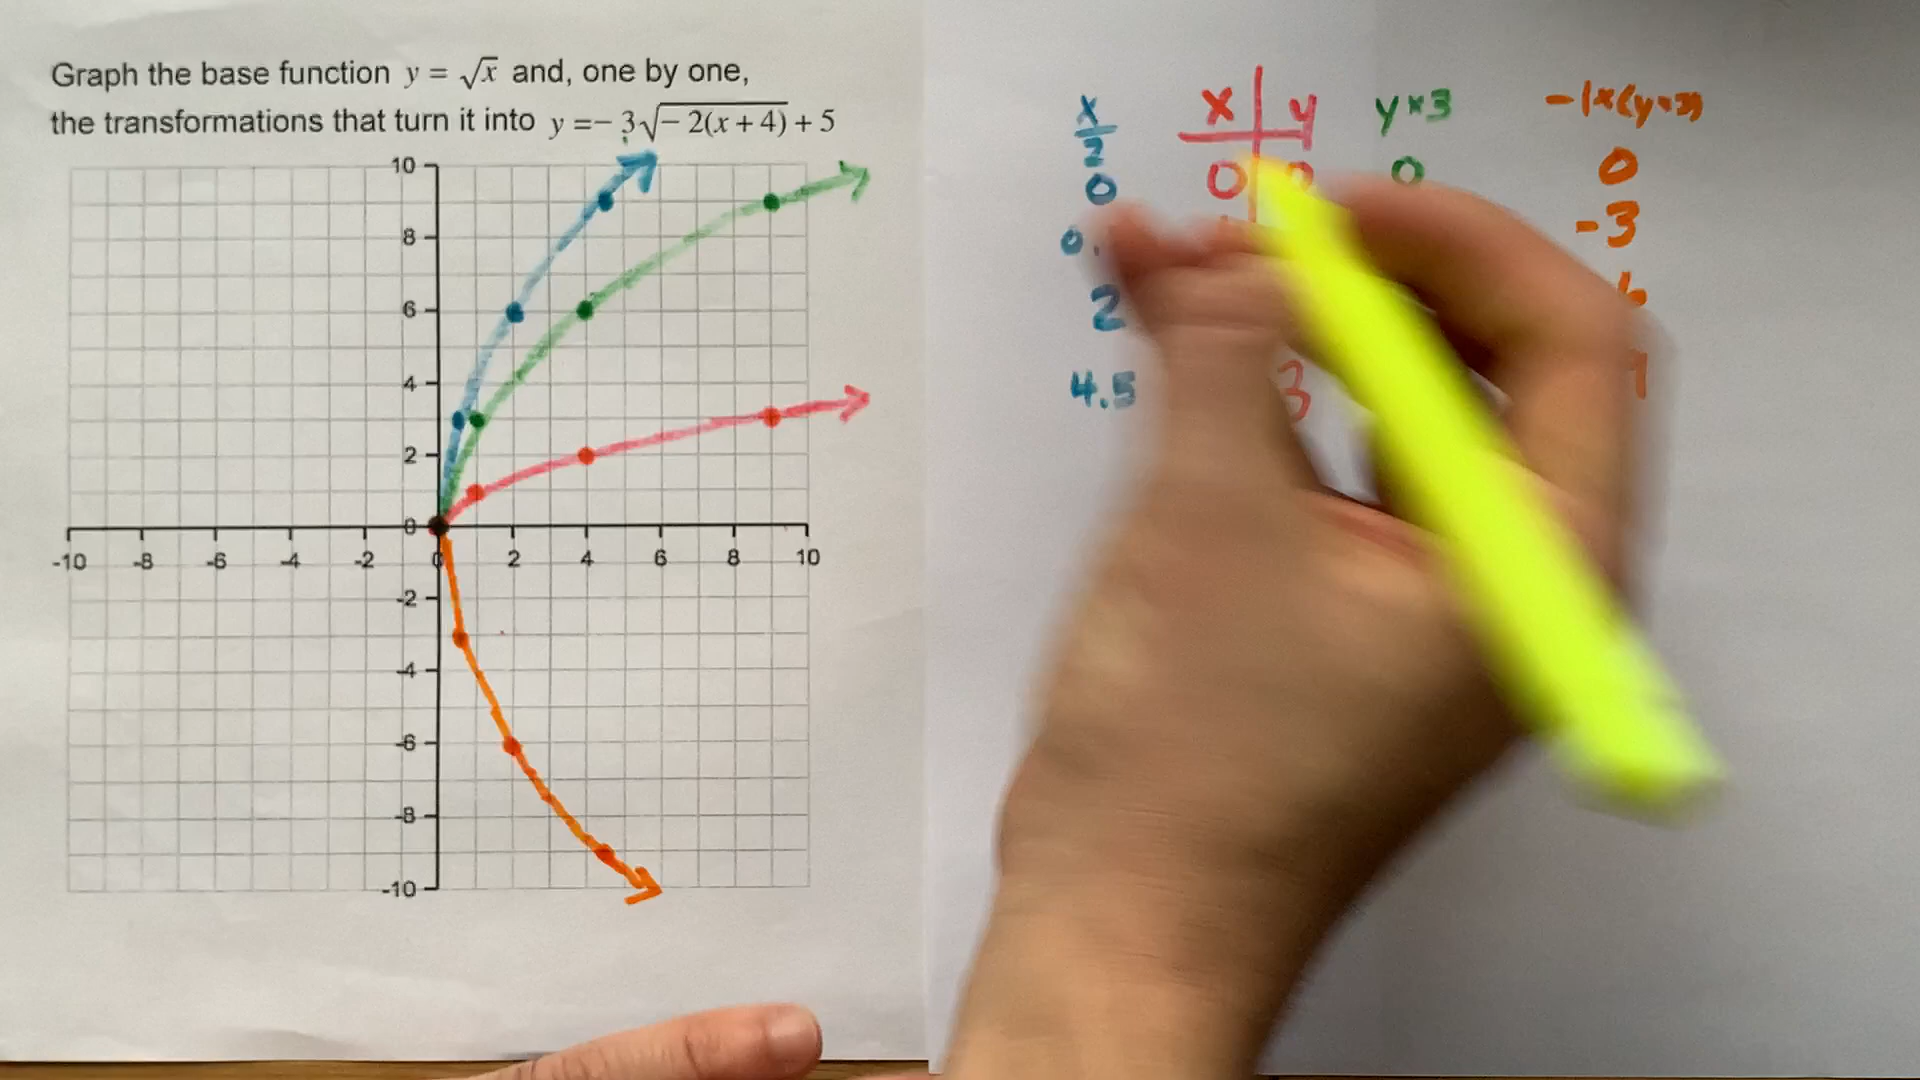 Graph the base function y = √x and, one by one,
the transformations that turn it into y =− 3√− 2(x + 4) + 5
x/2 x y y×3
0 0 0 0 0
-3
2
4.5 3
10
8
6
4
2
0
-10 -8 -6 -4 -2 0 2 4 6 8 10
-2
-4
-6
-8
-10